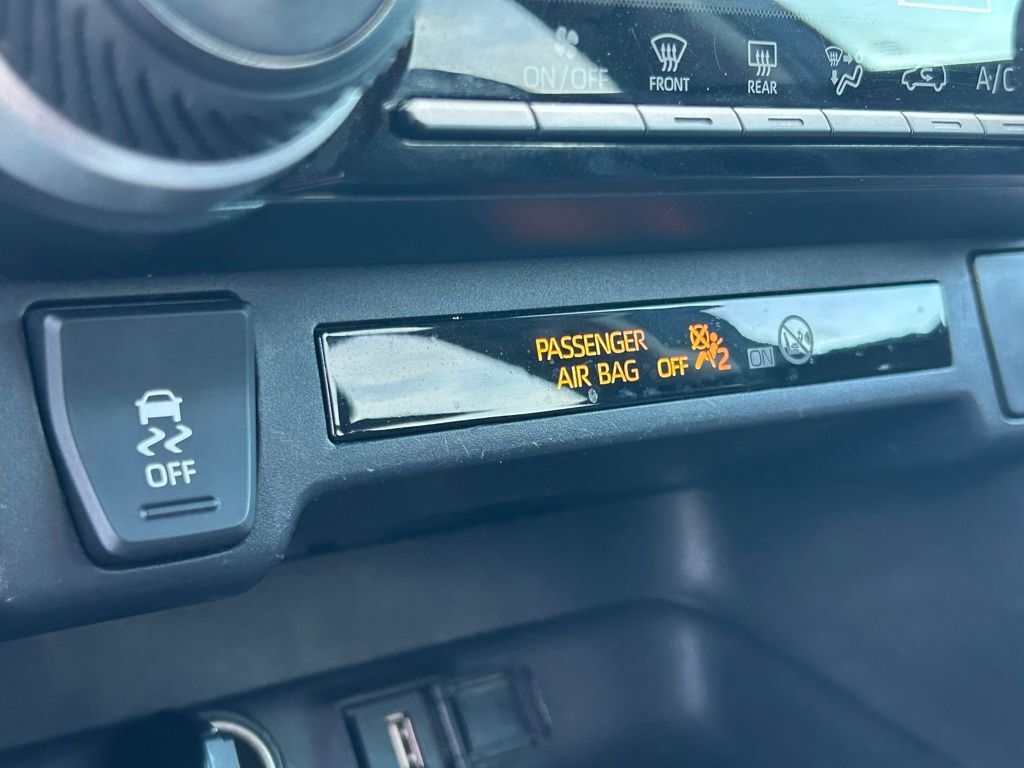 ON/OFF
FRONT
REAR
A/C
PASSENGER
AIR BAG OFF 2 ON
OFF